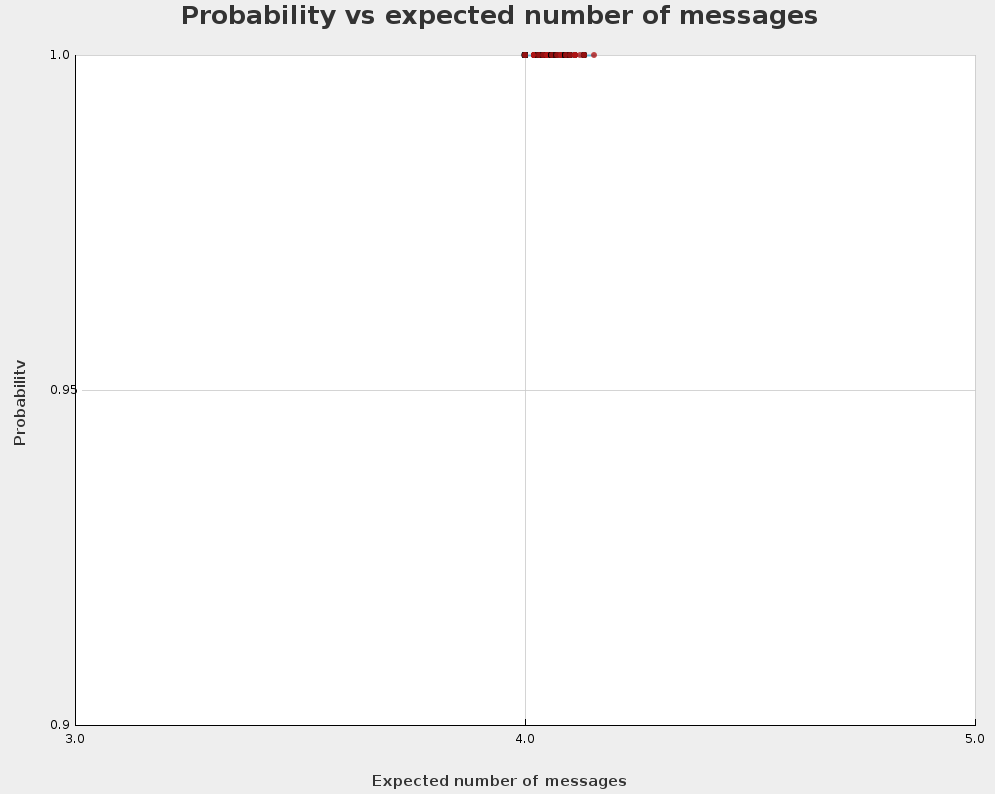 Probability vs expected number of messages
1.0
0.95
0.9
Probability
3.0 4.0 5.0
Expected number of messages